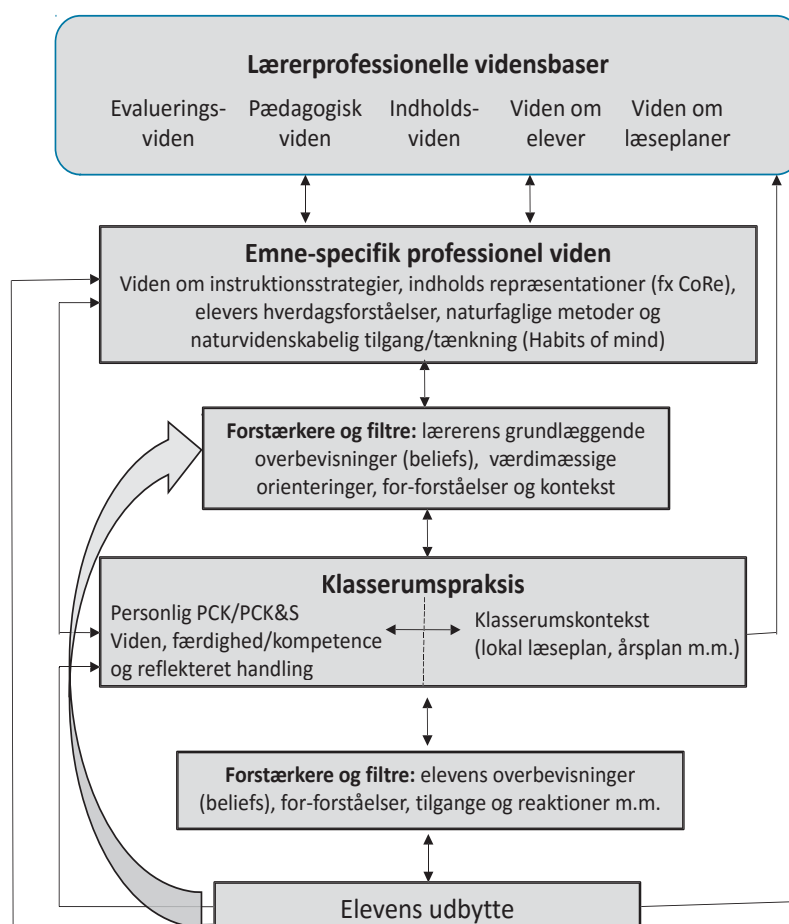 Lærerprofessionelle vidensbaser
Evaluerings-
viden
Pædagogisk
viden
Indholds-
viden
Viden om
elever
Viden om
læseplaner
Emne-specifik professionel viden
Viden om instruktionsstrategier, indholds repræsentationer (fx CoRe),
elevers hverdagsforståelser, naturfaglige metoder og
naturvidenskabelig tilgang/tænkning (Habits of mind)
Forstærkere og filtre: lærerens grundlæggende
overbevisninger (beliefs), værdimæssige
orienteringer, for-forståelser og kontekst
Klasserumspraksis
Personlig PCK/PCK&S
Viden, færdighed/kompetence
og reflekteret handling
Klasserumskontekst
(lokal læseplan, årsplan m.m.)
Forstærkere og filtre: elevens overbevisninger
(beliefs), for-forståelser, tilgange og reaktioner m.m.
Elevens udbytte